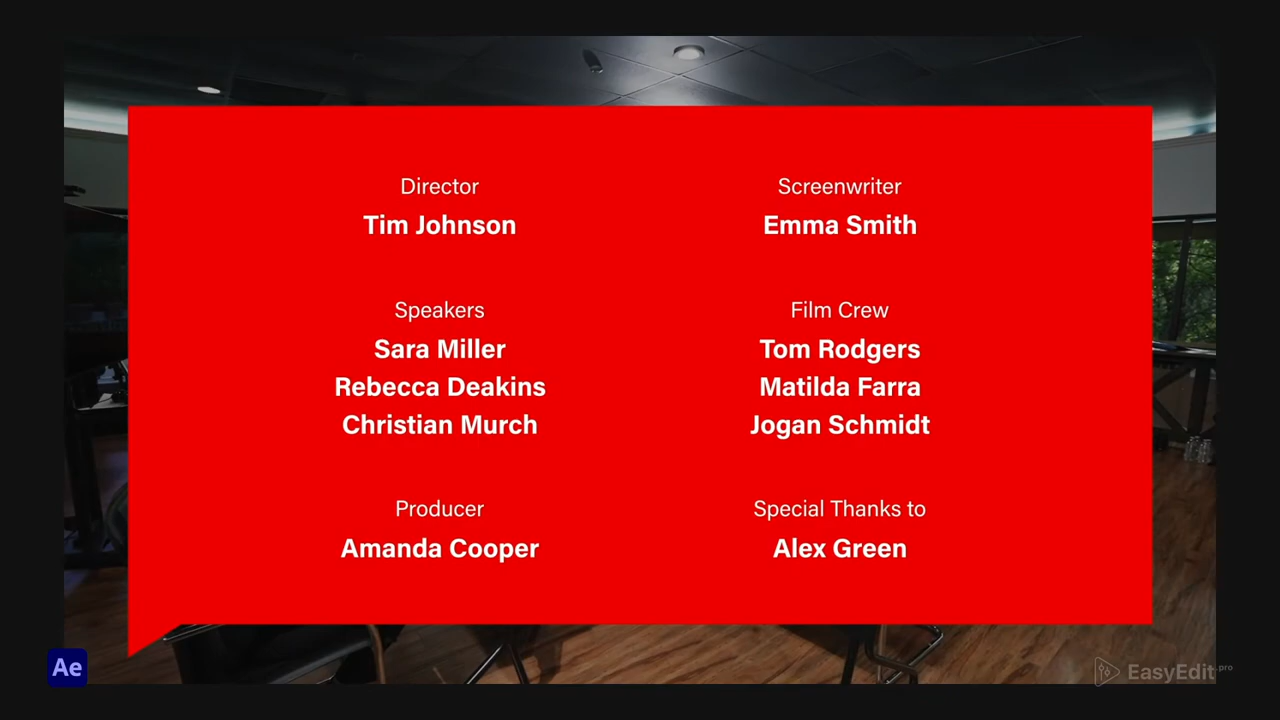 Director
Tim Johnson
Screenwriter
Emma Smith
Speakers
Sara Miller
Rebecca Deakins
Christian Murch
Film Crew
Tom Rodgers
Matilda Farra
Jogan Schmidt
Producer
Amanda Cooper
Special Thanks to
Alex Green
Ae
EasyEdit.pro